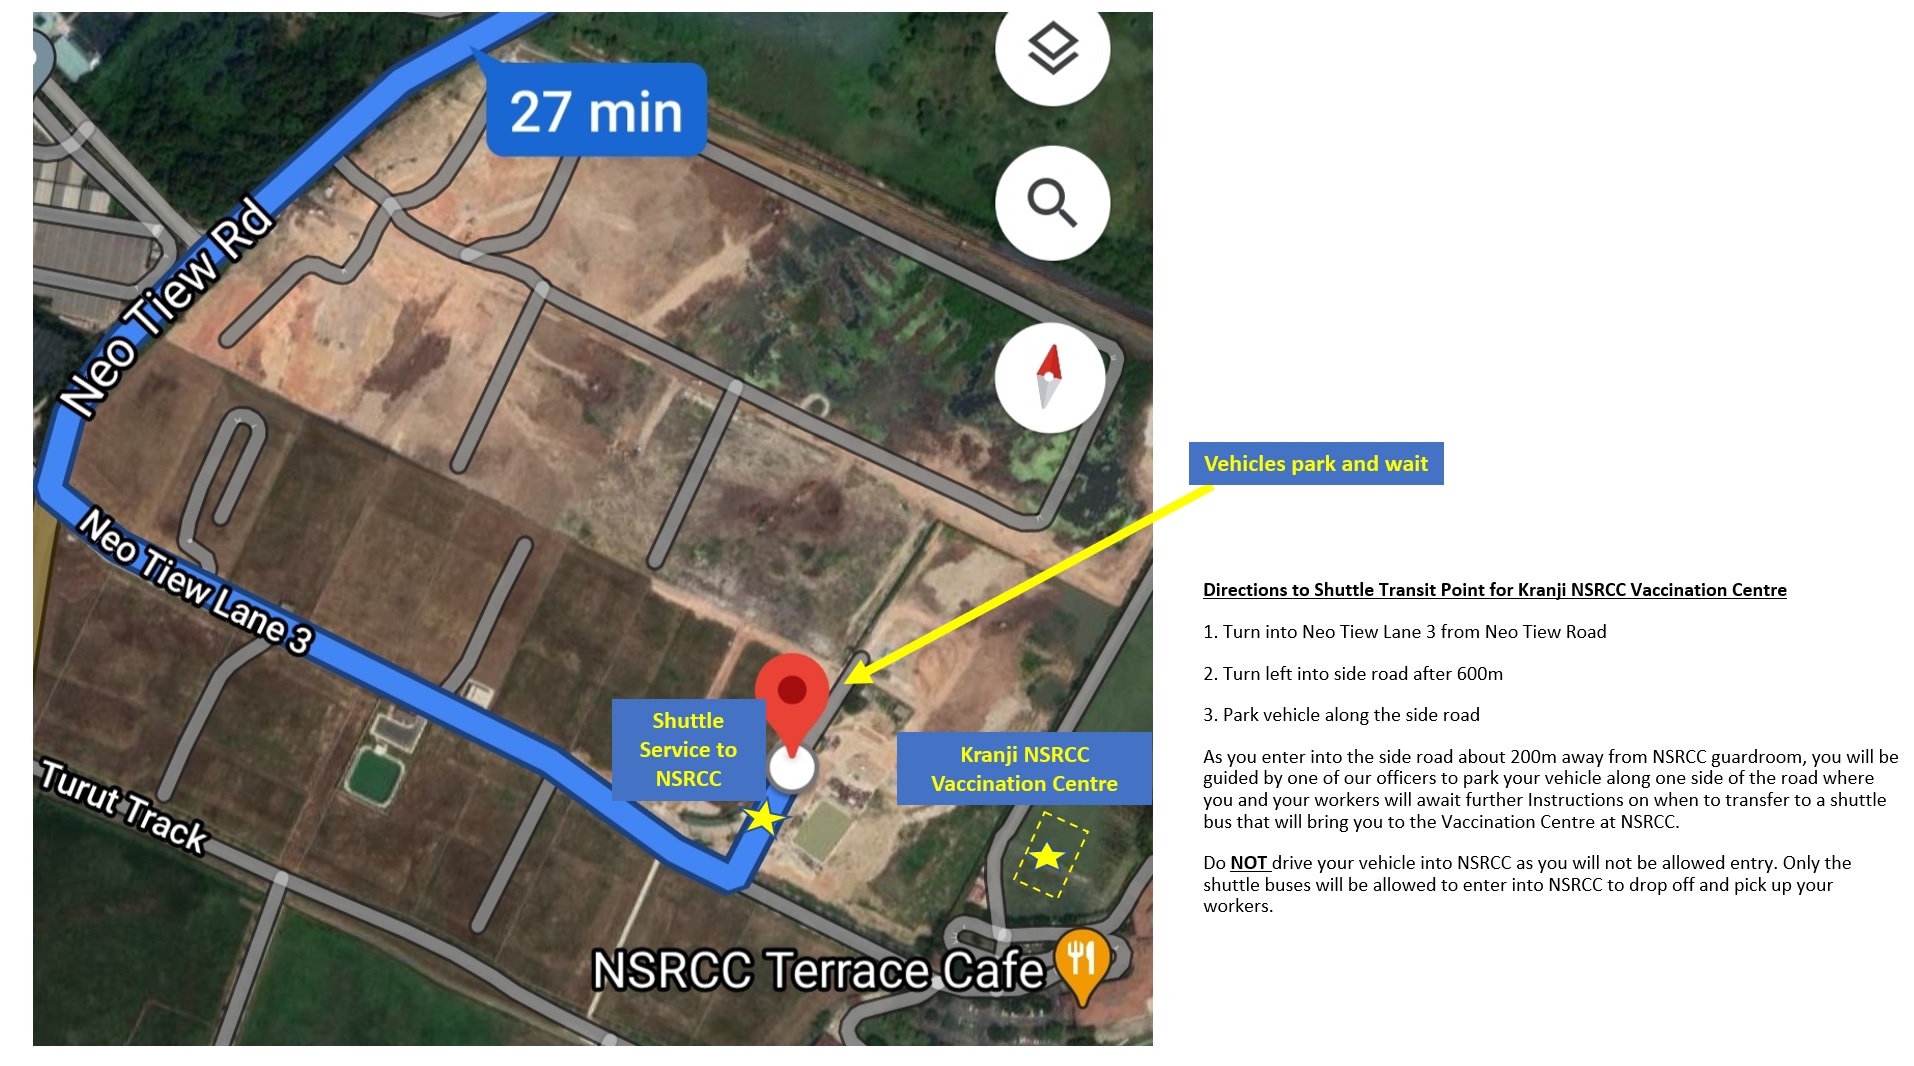 27 min
Neo Tiew Rd
Neo Tiew Lane 3
Turut Track
Shuttle
Service to
NSRCC
Kranji NSRCC
Vaccination Centre
NSRCC Terrace Cafe
Vehicles park and wait
Directions to Shuttle Transit Point for Kranji NSRCC Vaccination Centre
1. Turn into Neo Tiew Lane 3 from Neo Tiew Road
2. Turn left into side road after 600m
3. Park vehicle along the side road
As you enter into the side road about 200m away from NSRCC guardroom, you will be
guided by one of our officers to park your vehicle along one side of the road where
you and your workers will await further Instructions on when to transfer to a shuttle
bus that will bring you to the Vaccination Centre at NSRCC.
Do NOT drive your vehicle into NSRCC as you will not be allowed entry. Only the
shuttle buses will be allowed to enter into NSRCC to drop off and pick up your
workers.